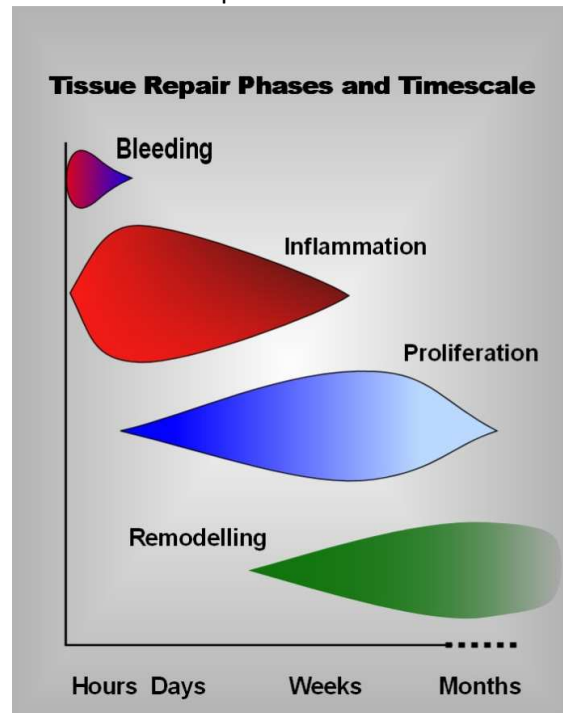 Tissue Repair Phases and Timescale
Bleeding
Inflammation
Proliferation
Remodelling
Hours Days Weeks Months